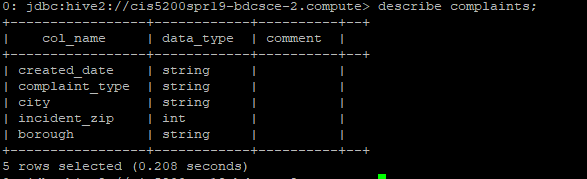 0: jdbc:hive2://cis5200spr19-bdcsce-2.compute> describe complaints;
+-----------------+------------+----------+--+
|    col_name     | data_type  | comment  |
+-----------------+------------+----------+--+
| created_date    | string     |          |
| complaint_type  | string     |          |
| city            | string     |          |
| incident_zip    | int        |          |
| borough         | string     |          |
+-----------------+------------+----------+--+
5 rows selected (0.208 seconds)